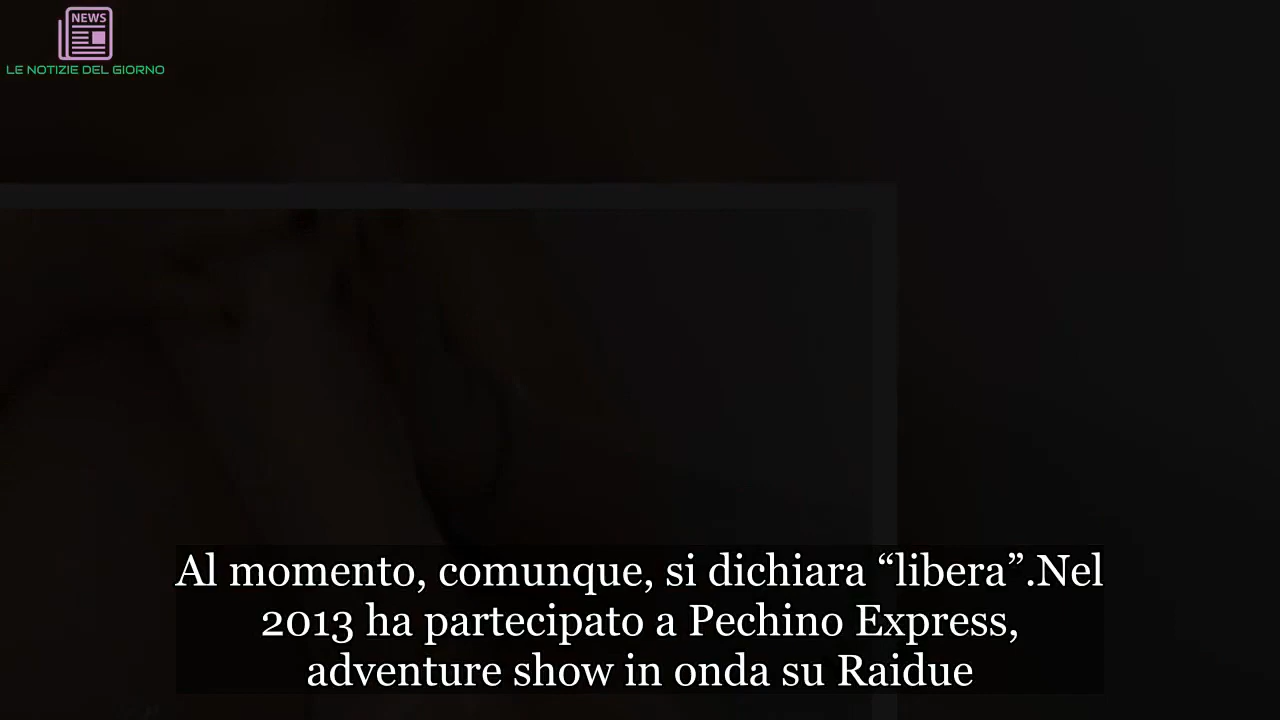 NEWS
LE NOTIZIE DEL GIORNO
Al momento, comunque, si dichiara “libera”.Nel
2013 ha partecipato a Pechino Express,
adventure show in onda su Raidue